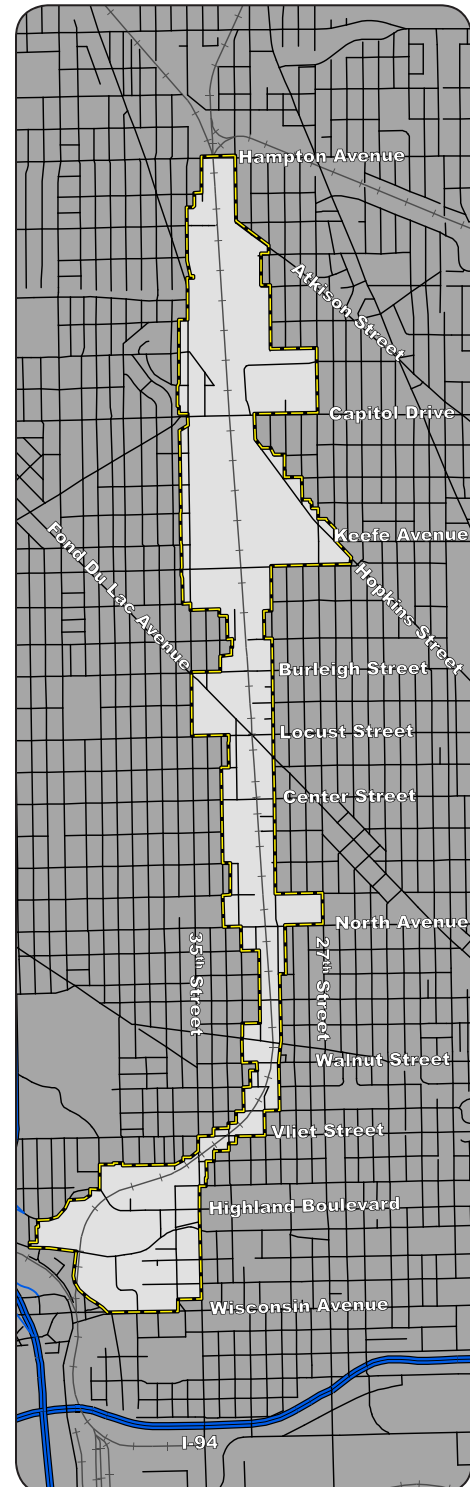 Hampton Avenue
Atkison Street
Capitol Drive
Keefe Avenue
Fond Du Lac Avenue
Hopkins Street
Burleigh Street
Locust Street
Center Street
North Avenue
35th Street
27th Street
Walnut Street
Vliet Street
Highland Boulevard
Wisconsin Avenue
I-94